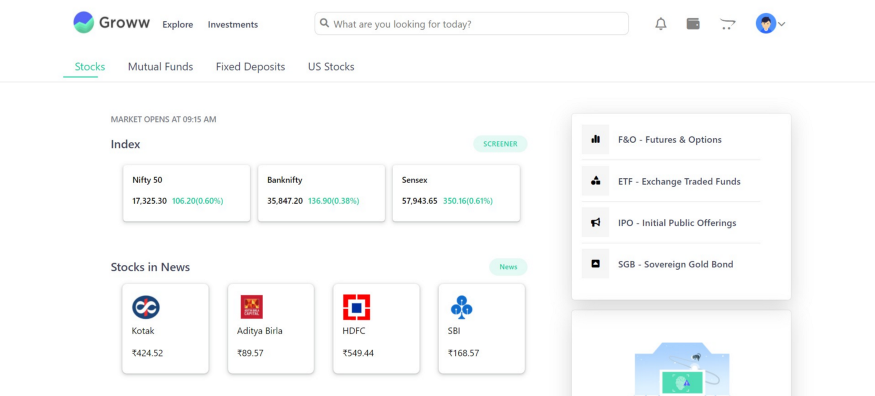 Groww Explore Investments What are you looking for today?
Stocks Mutual Funds Fixed Deposits US Stocks
MARKET OPENS AT 09:15 AM
Index SCREENER
Nifty 50 Banknifty Sensex
17,325.30 106.20(0.60%) 35,847.20 136.90(0.38%) 57,943.65 350.16(0.61%)
Stocks in News News
Kotak Aditya Birla HDFC SBI
₹424.52 ₹89.57 ₹549.44 ₹168.57
F&O - Futures & Options
ETF - Exchange Traded Funds
IPO - Initial Public Offerings
SGB - Sovereign Gold Bond